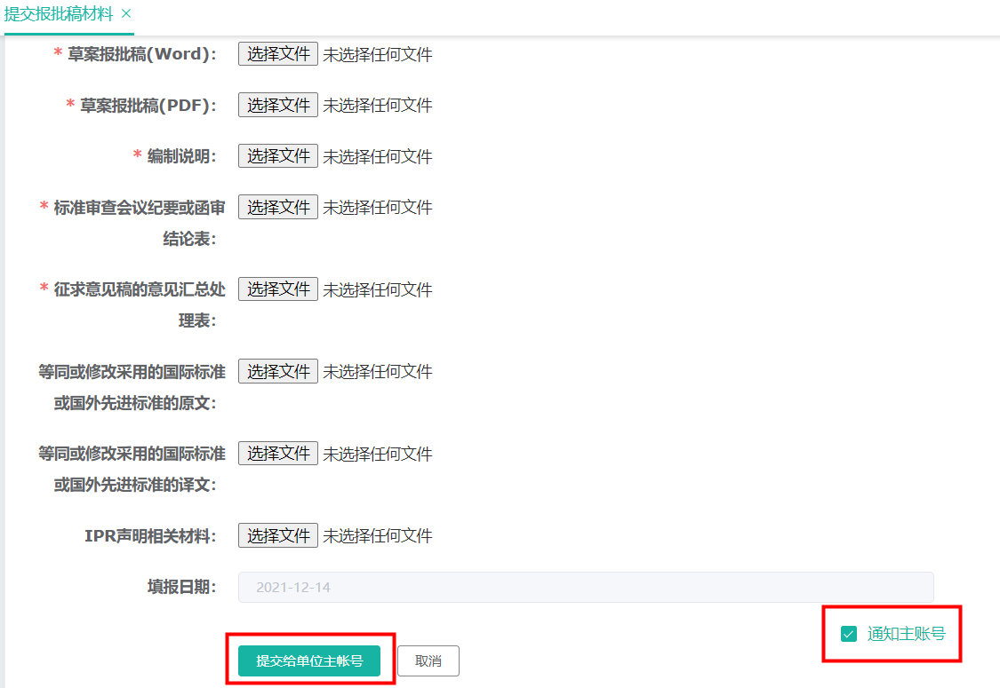 提交报批稿材料 ×
* 草案报批稿(Word)： 选择文件 未选择任何文件
* 草案报批稿(PDF)： 选择文件 未选择任何文件
* 编制说明： 选择文件 未选择任何文件
* 标准审查会议纪要或函审 选择文件 未选择任何文件
结论表：
* 征求意见稿的意见汇总处 选择文件 未选择任何文件
理表：
等同或修改采用的国际标准 选择文件 未选择任何文件
或国外先进标准的原文：
等同或修改采用的国际标准 选择文件 未选择任何文件
或国外先进标准的译文：
IPR声明相关材料： 选择文件 未选择任何文件
填报日期： 2021-12-14
通知主账号
提交给单位主帐号 取消